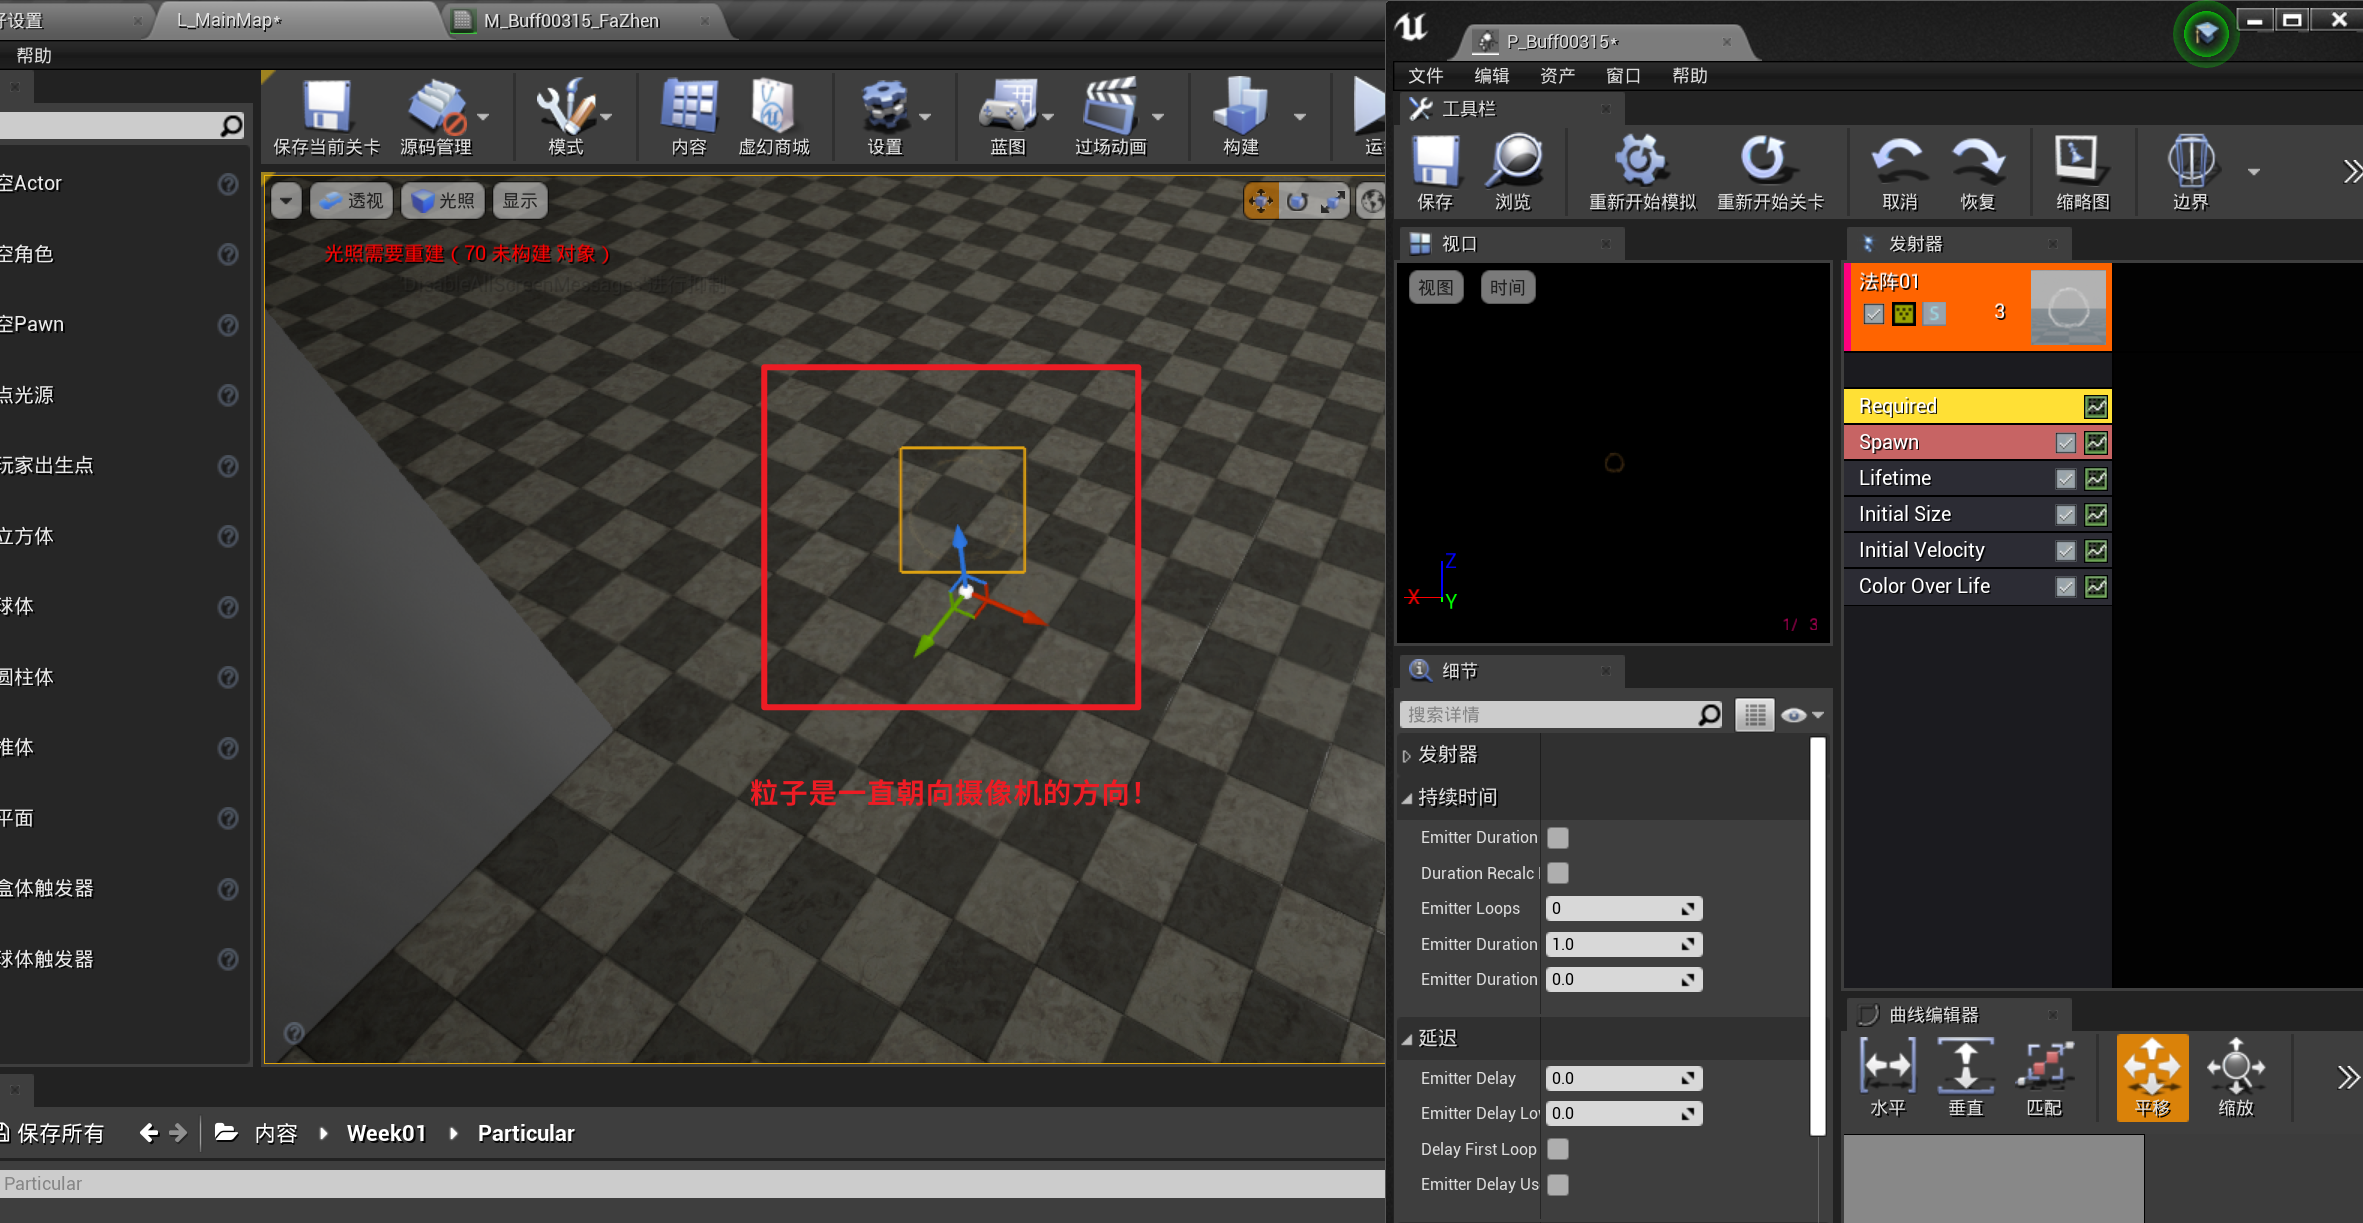 子设置
L_MainMap*
M_Buff00315_FaZhen
帮助
保存当前关卡
源码管理
模式
内容
虚幻商城
设置
蓝图
过场动画
构建
空Actor
空角色
空Pawn
点光源
玩家出生点
立方体
球体
圆柱体
椎体
平面
盒体触发器
球体触发器
透视
光照
显示
光照需要重建 ( 70 未构建 对象 )
粒子是一直朝向摄像机的方向!
保存所有
内容
Week01
Particular
Particular
P_Buff00315*
文件
编辑
资产
窗口
帮助
工具栏
保存
浏览
重新开始模拟
重新开始关卡
取消
恢复
缩略图
边界
视口
视图
时间
Z
X
Y
1/ 3
发射器
法阵01
S
3
Required
Spawn
Lifetime
Initial Size
Initial Velocity
Color Over Life
细节
搜索详情
发射器
持续时间
Emitter Duration
Duration Recalc
Emitter Loops
0
Emitter Duration
1.0
Emitter Duration
0.0
延迟
Emitter Delay
0.0
Emitter Delay Lo
0.0
Delay First Loop
Emitter Delay Us
曲线编辑器
水平
垂直
匹配
平移
缩放